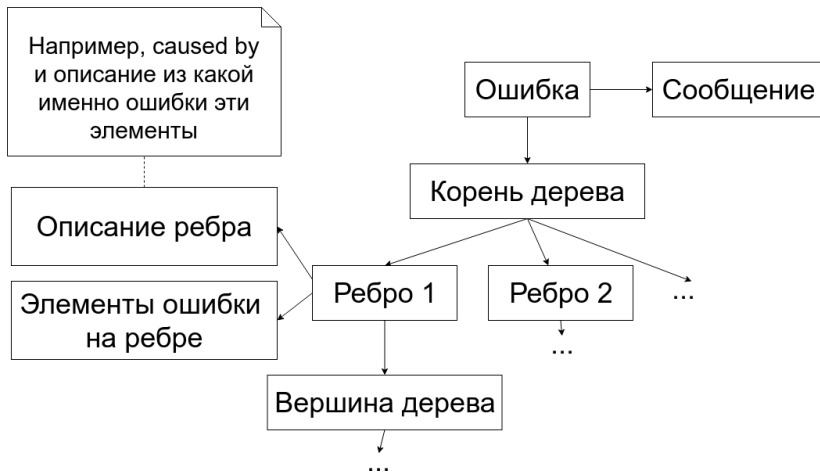 Например, caused by
и описание из какой
именно ошибки эти
элементы
Ошибка
Сообщение
Корень дерева
Описание ребра
Элементы ошибки
на ребре
Ребро 1
Ребро 2
...
...
Вершина дерева
...